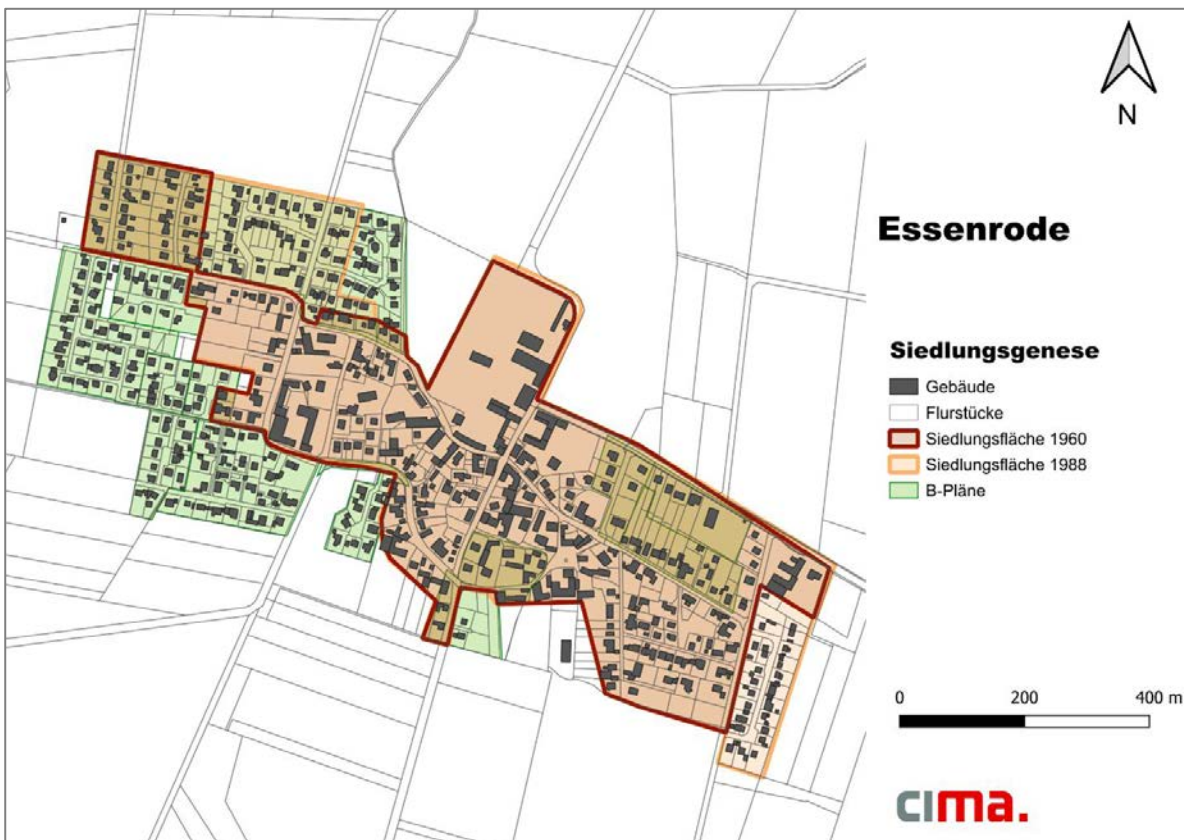 N
Essenrode
Siedlungsgenese
Gebäude
Flurstücke
Siedlungsfläche 1960
Siedlungsfläche 1988
B-Pläne
0 200 400 m
cima.